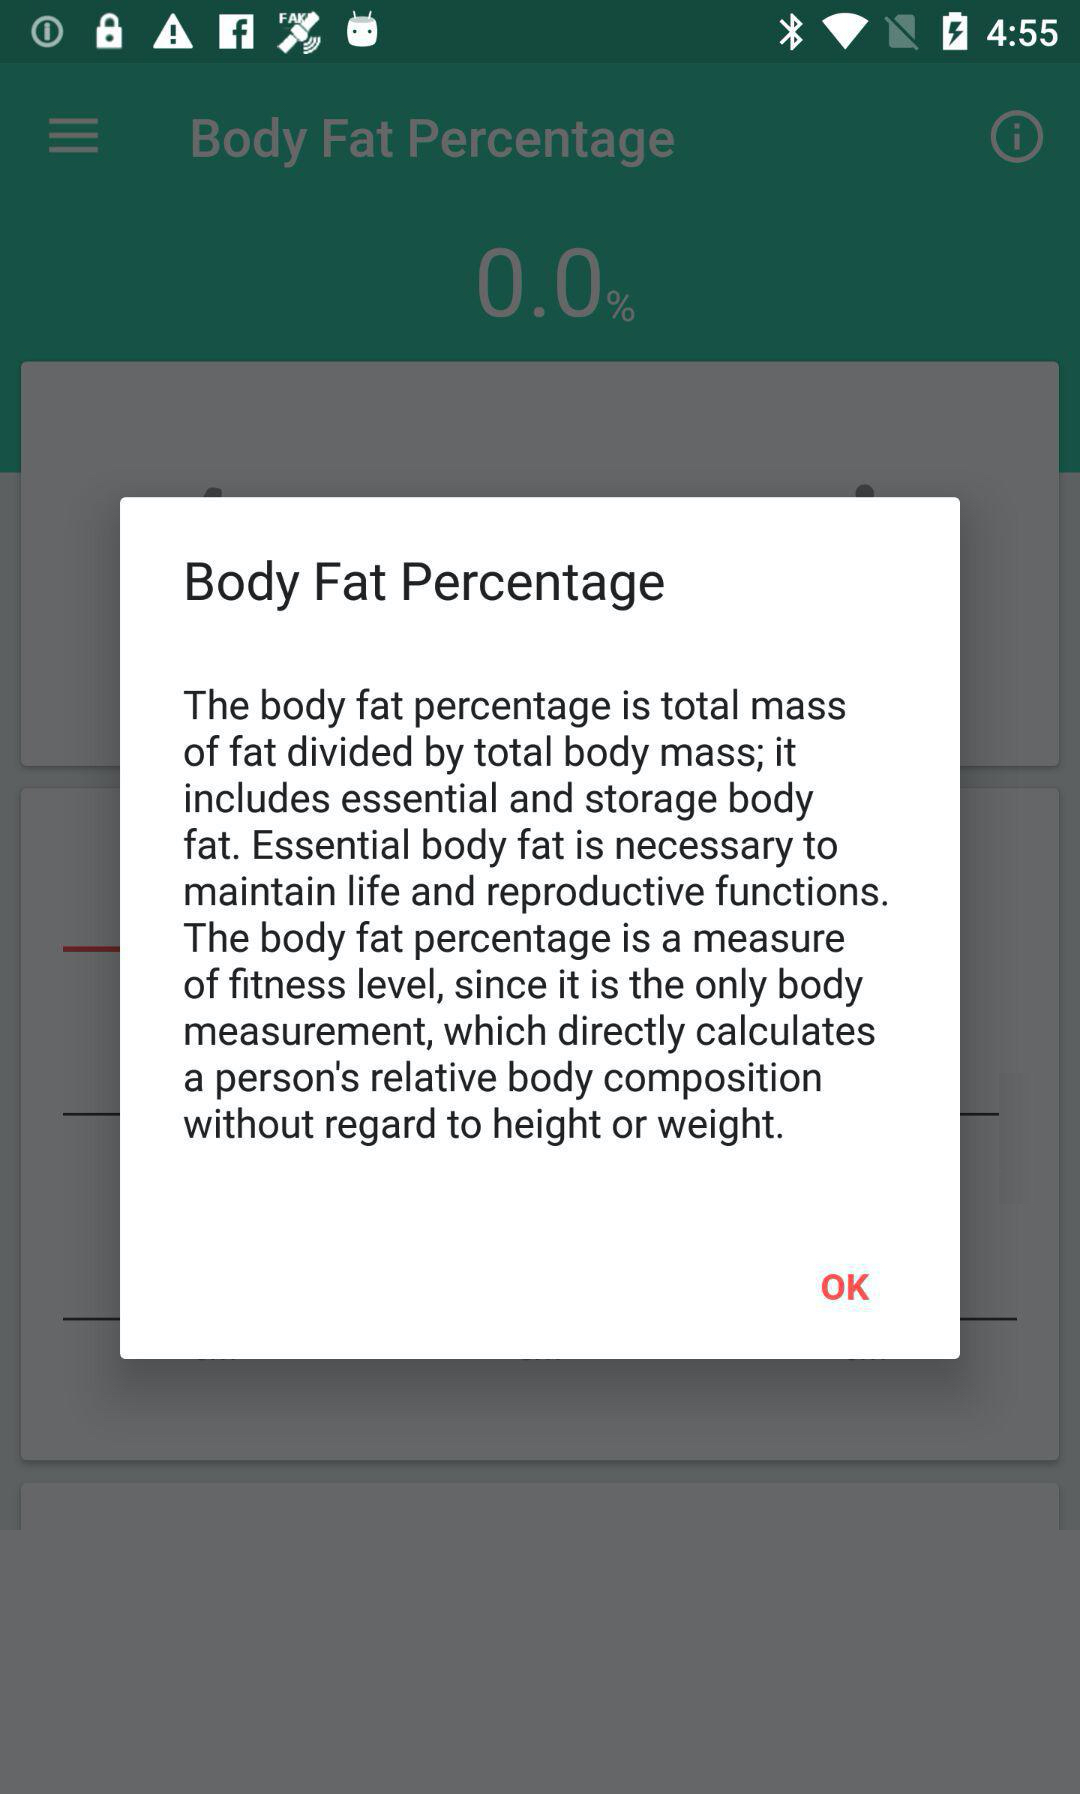 FAKE
4:55
Body Fat Percentage
0.0%
Body Fat Percentage
The body fat percentage is total mass
of fat divided by total body mass; it
includes essential and storage body
fat. Essential body fat is necessary to
maintain life and reproductive functions.
The body fat percentage is a measure
of fitness level, since it is the only body
measurement, which directly calculates
a person's relative body composition
without regard to height or weight.
OK